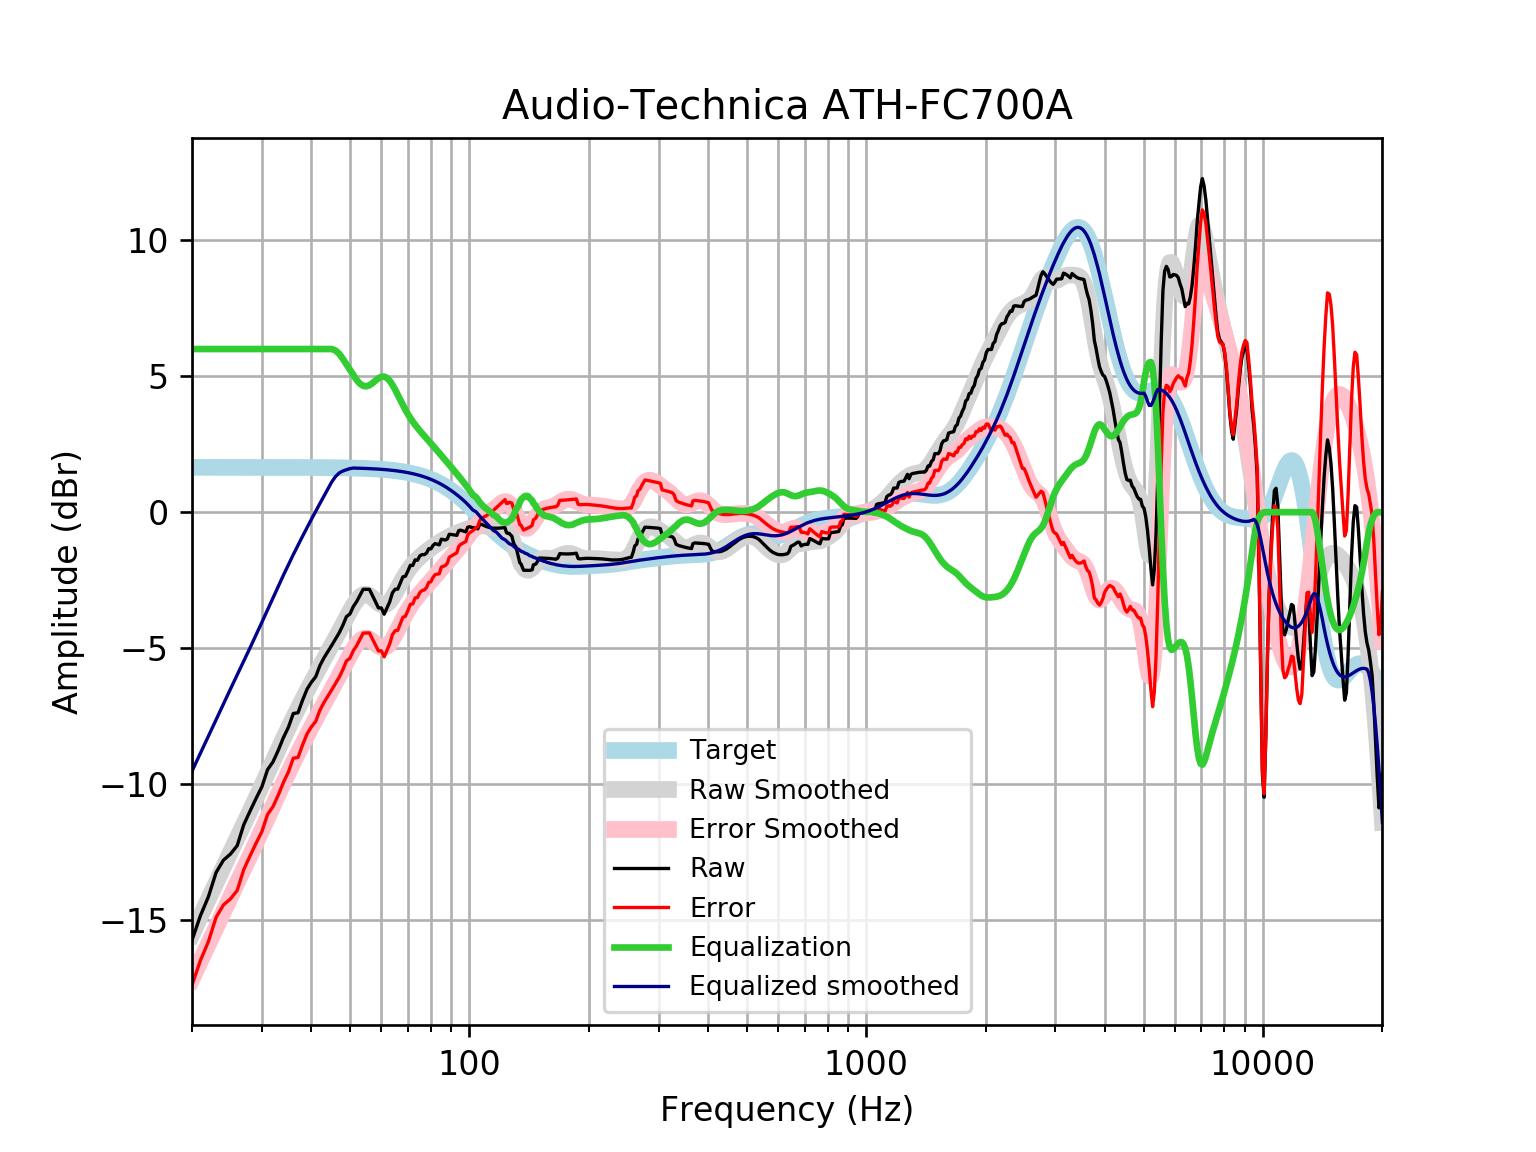 Audio-Technica ATH-FC700A
Amplitude (dBr)
10
5
0
−5
−10
−15
Target
Raw Smoothed
Error Smoothed
Raw
Error
Equalization
Equalized smoothed
100 1000 10000
Frequency (Hz)